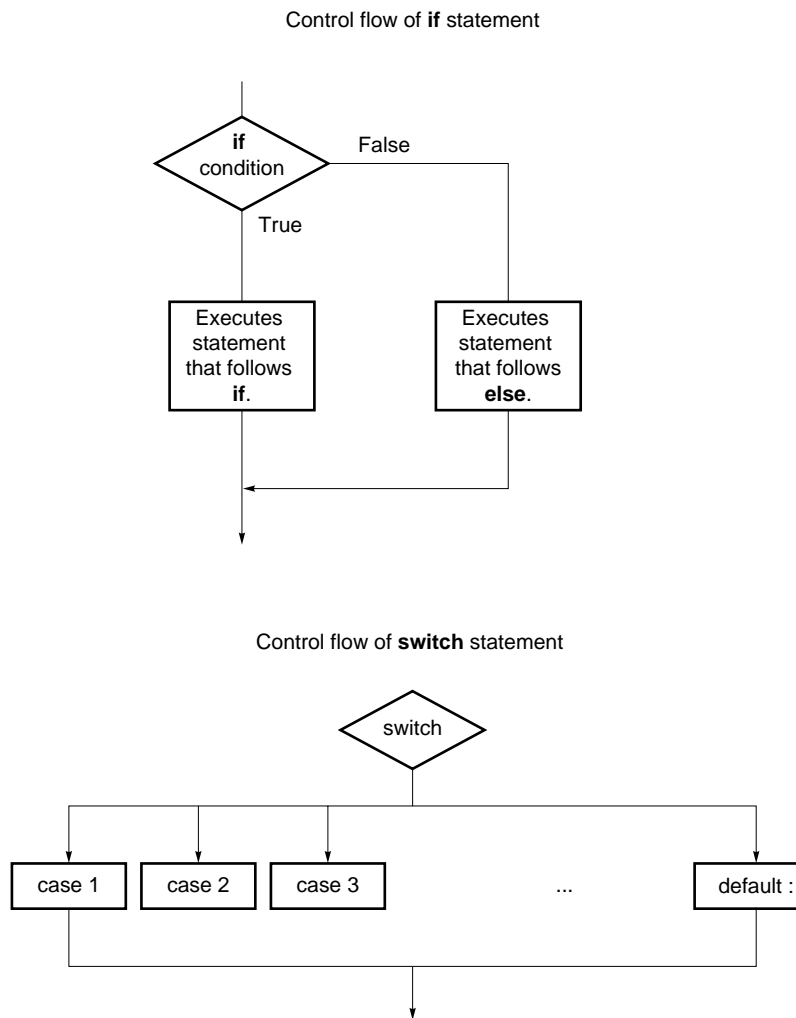 Control flow of if statement
if
condition
False
True
Executes
statement
that follows
if.
Executes
statement
that follows
else.
Control flow of switch statement
switch
case 1
case 2
case 3
...
default :